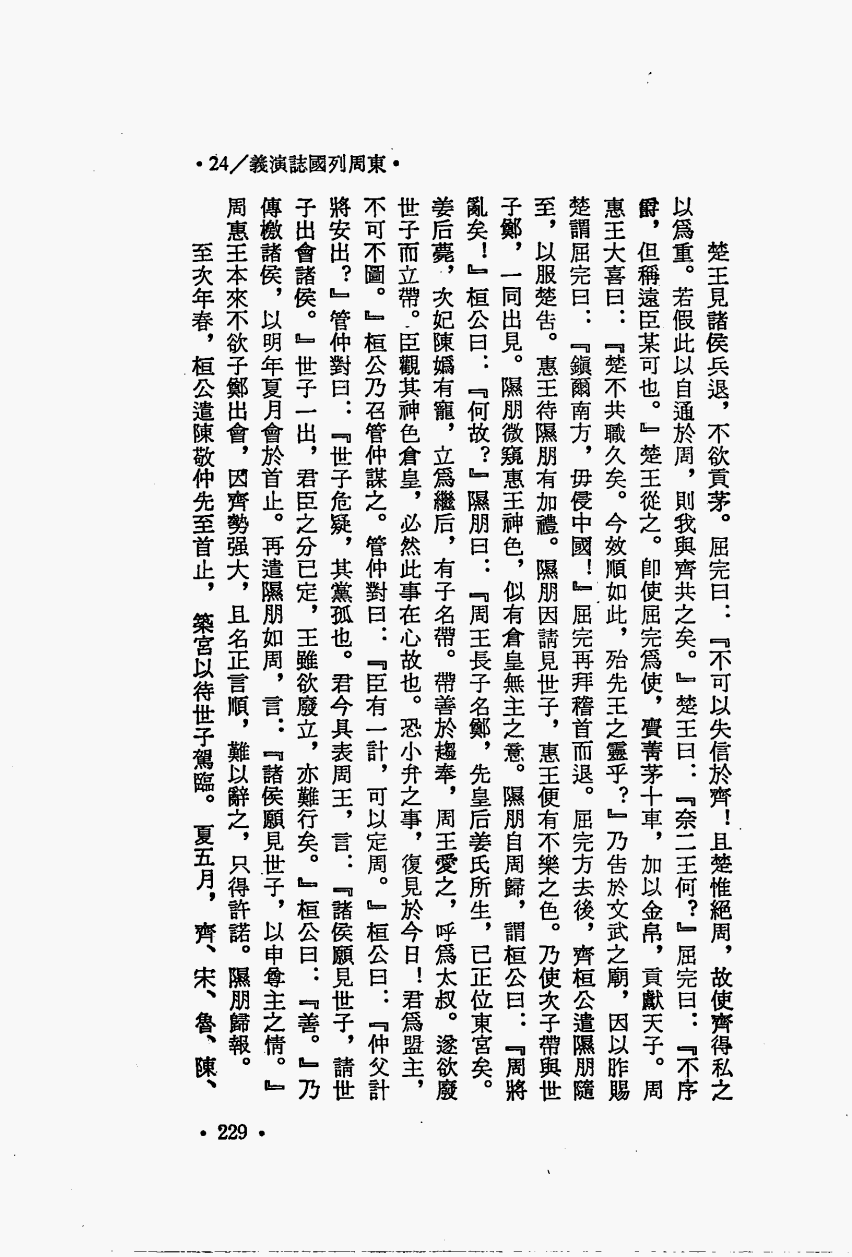 •東周列國誌演義/24•
楚王見諸侯兵退，不欲貢茅。屈完曰：『不可以失信於齊！且楚惟絕周，故使齊得私之
以爲重。若假此以自通於周，則我與齊共之矣。』楚王曰：『奈二王何？』屈完曰：『不序
爵，但稱遠臣某可也。』楚王從之。卽使屈完爲使，齎菁茅十車，加以金帛，貢獻天子。周
惠王大喜曰：『楚不共職久矣。今效順如此，殆先王之靈乎？』乃告於文武之廟，因以胙賜
楚謂屈完曰：『鎭爾南方，毋侵中國！』屈完再拜稽首而退。屈完方去後，齊桓公遣隰朋隨
至，以服楚告。惠王待隰朋有加禮。隰朋因請見世子，惠王便有不樂之色。乃使次子帶與世
子鄭，一同出見。隰朋微窺惠王神色，似有倉皇無主之意。隰朋自周歸，謂桓公曰：『周將
亂矣！』桓公曰：『何故？』隰朋曰：『周王長子名鄭，先皇后姜氏所生，已正位東宮矣。
姜后薨，次妃陳嬀有寵，立爲繼后，有子名帶。帶善於趨奉，周王愛之，呼爲太叔。遂欲廢
世子而立帶。臣觀其神色倉皇，必然此事在心故也。恐小弁之事，復見於今日！君爲盟主，
不可不圖。』桓公乃召管仲謀之。管仲對曰：『臣有一計，可以定周。』桓公曰：『仲父計
將安出？』管仲對曰：『世子危疑，其黨孤也。君今具表周王，言：『諸侯願見世子，請世
子出會諸侯。』世子一出，君臣之分已定，王雖欲廢立，亦難行矣。』桓公曰：『善。』乃
傳檄諸侯，以明年夏月會於首止。再遣隰朋如周，言：『諸侯願見世子，以申尊主之情。』
周惠王本來不欲子鄭出會，因齊勢强大，且名正言順，難以辭之，只得許諾。隰朋歸報。
至次年春，桓公遣陳敬仲先至首止，築宮以待世子駕臨。夏五月，齊、宋、魯、陳、
•229•